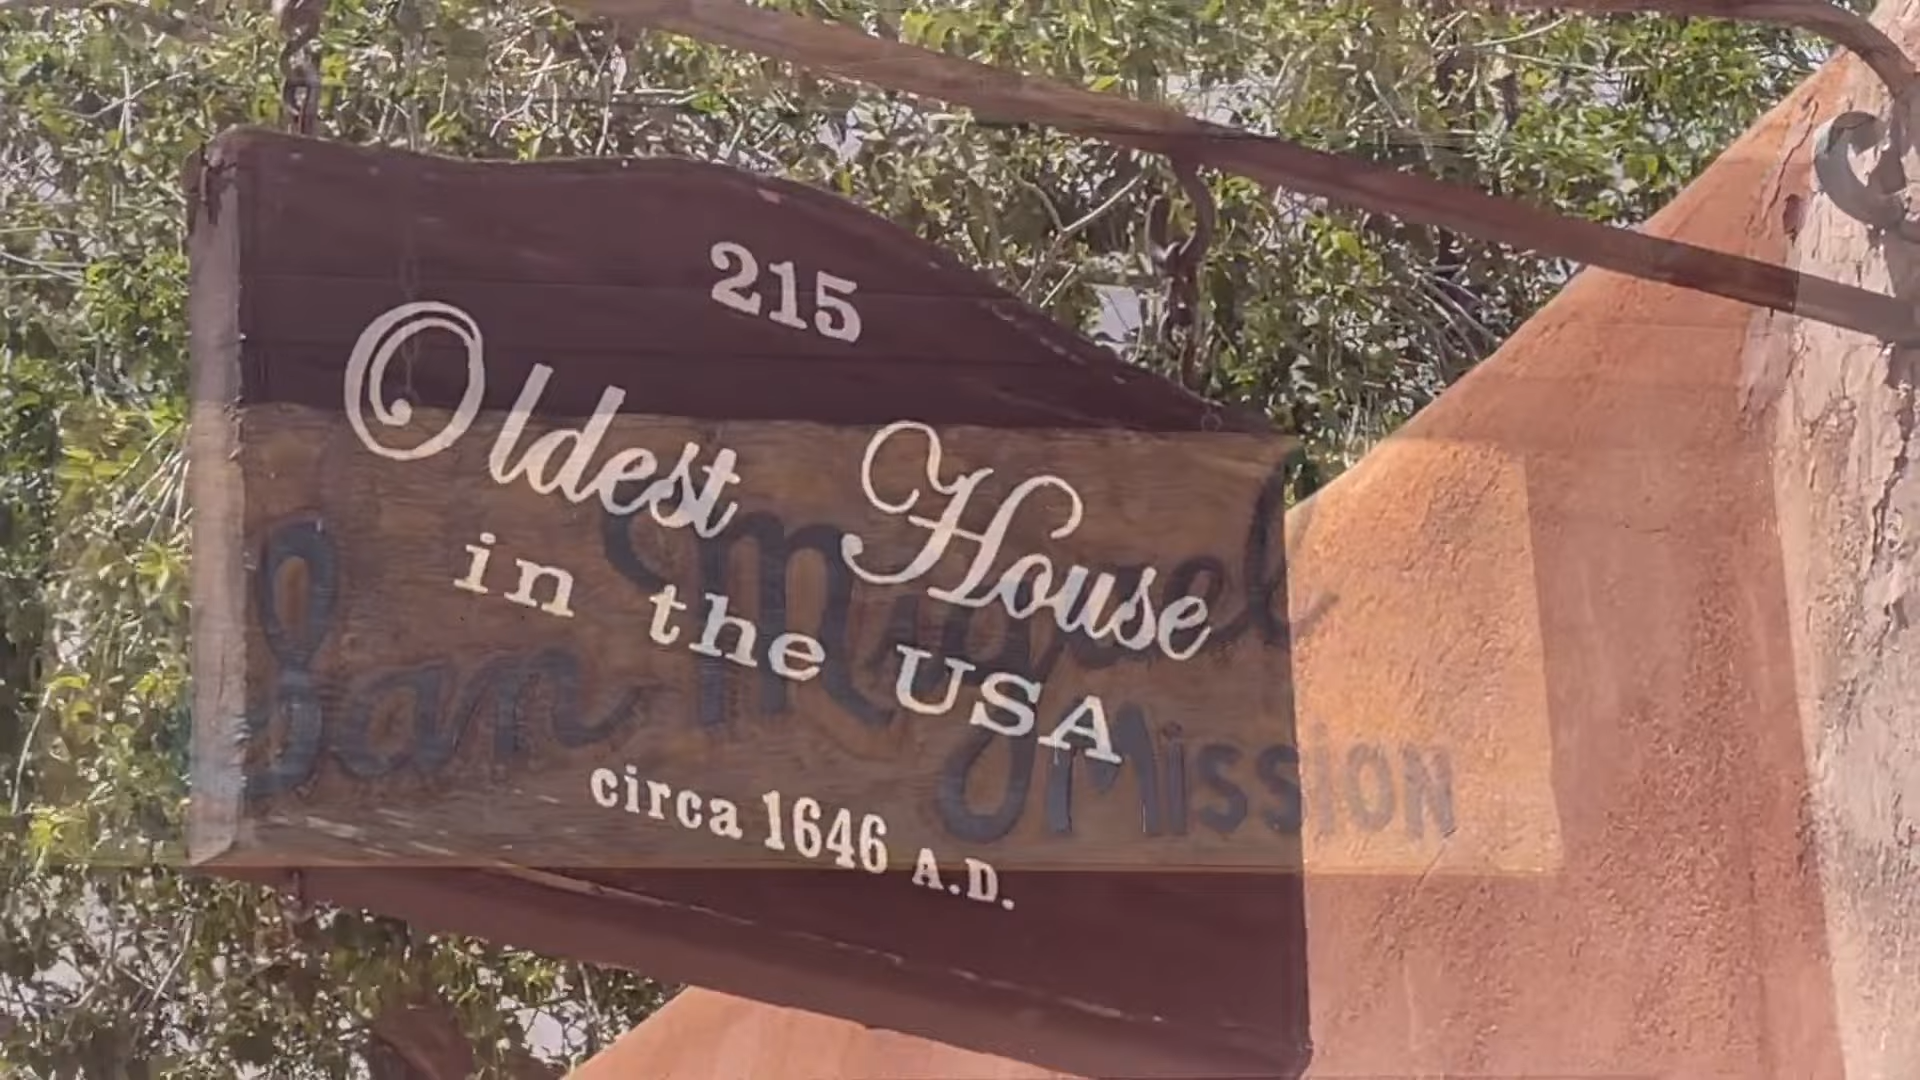 215
Oldest House
in the USA
circa 1646 A.D.
San Miguel
Mission